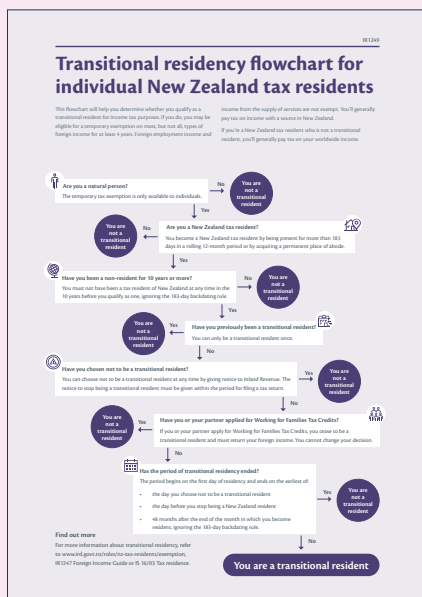 IR1249
Transitional residency flowchart for
individual New Zealand tax residents
This flowchart will help you determine whether you qualify as a
transitional resident for income tax purposes. If you do, you may be
eligible for a temporary exemption on most, but not all, types of
foreign income for at least 4 years. Foreign employment income and
income from the supply of services are not exempt. You'll generally
pay tax on income with a source in New Zealand.
If you're a New Zealand tax resident who is not a transitional
resident, you'll generally pay tax on your worldwide income.
Are you a natural person?
The temporary tax exemption is only available to individuals.
No
You are
not a
transitional
resident
Yes
Are you a New Zealand tax resident?
You become a New Zealand tax resident by being present for more than 183
days in a rolling 12-month period or by acquiring a permanent place of abode.
No
You are
not a
transitional
resident
Yes
Have you been a non-resident for 10 years or more?
You must not have been a tax resident of New Zealand at any time in the
10 years before you qualify as one, ignoring the 183-day backdating rule.
No
You are
not a
transitional
resident
Yes
Have you previously been a transitional resident?
You can only be a transitional resident once.
Yes
You are
not a
transitional
resident
No
Have you chosen not to be a transitional resident?
You can choose not to be a transitional resident at any time by giving notice to Inland Revenue. The
notice to stop being a transitional resident must be given within the period for filing a tax return.
Yes
You are
not a
transitional
resident
No
Have you or your partner applied for Working for Families Tax Credits?
If you or your partner apply for Working for Families Tax Credits, you cease to be a
transitional resident and must return your foreign income. You cannot change your decision.
Yes
You are
not a
transitional
resident
No
Has the period of transitional residency ended?
The period begins on the first day of residency and ends on the earliest of:
• the day you choose not to be a transitional resident
• the day before you stop being a New Zealand resident
• 48 months after the end of the month in which you become
resident, ignoring the 183-day backdating rule.
Yes
You are
not a
transitional
resident
No
You are a transitional resident
Find out more
For more information about transitional residency, refer
to www.ird.govt.nz/roles/nz-tax-residents/exemption,
IR1247 Foreign Income Guide or IS 16/03 Tax residence.